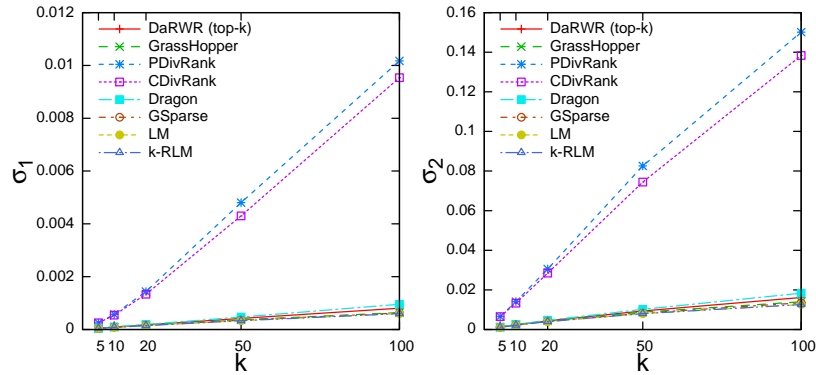 0.012
0.01
0.008
0.006
0.004
0.002
0
σ1
DaRWR (top-k)
GrassHopper
PDivRank
CDivRank
Dragon
GSparse
LM
k-RLM
5 10 20 50 100
k
0.16
0.14
0.12
0.1
0.08
0.06
0.04
0.02
0
σ2
DaRWR (top-k)
GrassHopper
PDivRank
CDivRank
Dragon
GSparse
LM
k-RLM
5 10 20 50 100
k